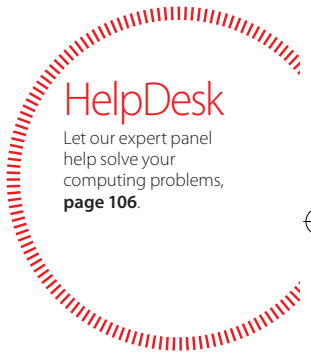 HelpDesk
Let our expert panel
help solve your
computing problems,
page 106.